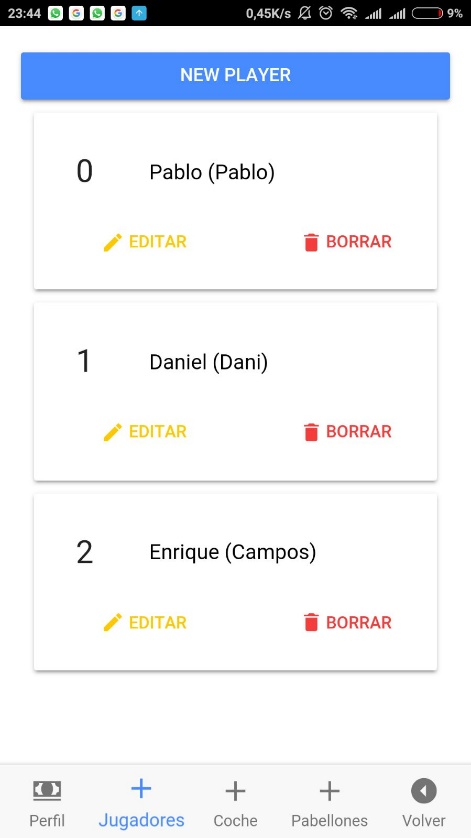 23:44 0,45K/s 9%
NEW PLAYER
0 Pablo (Pablo)
EDITAR BORRAR
1 Daniel (Dani)
EDITAR BORRAR
2 Enrique (Campos)
EDITAR BORRAR
Perfil Jugadores Coche Pabellones Volver